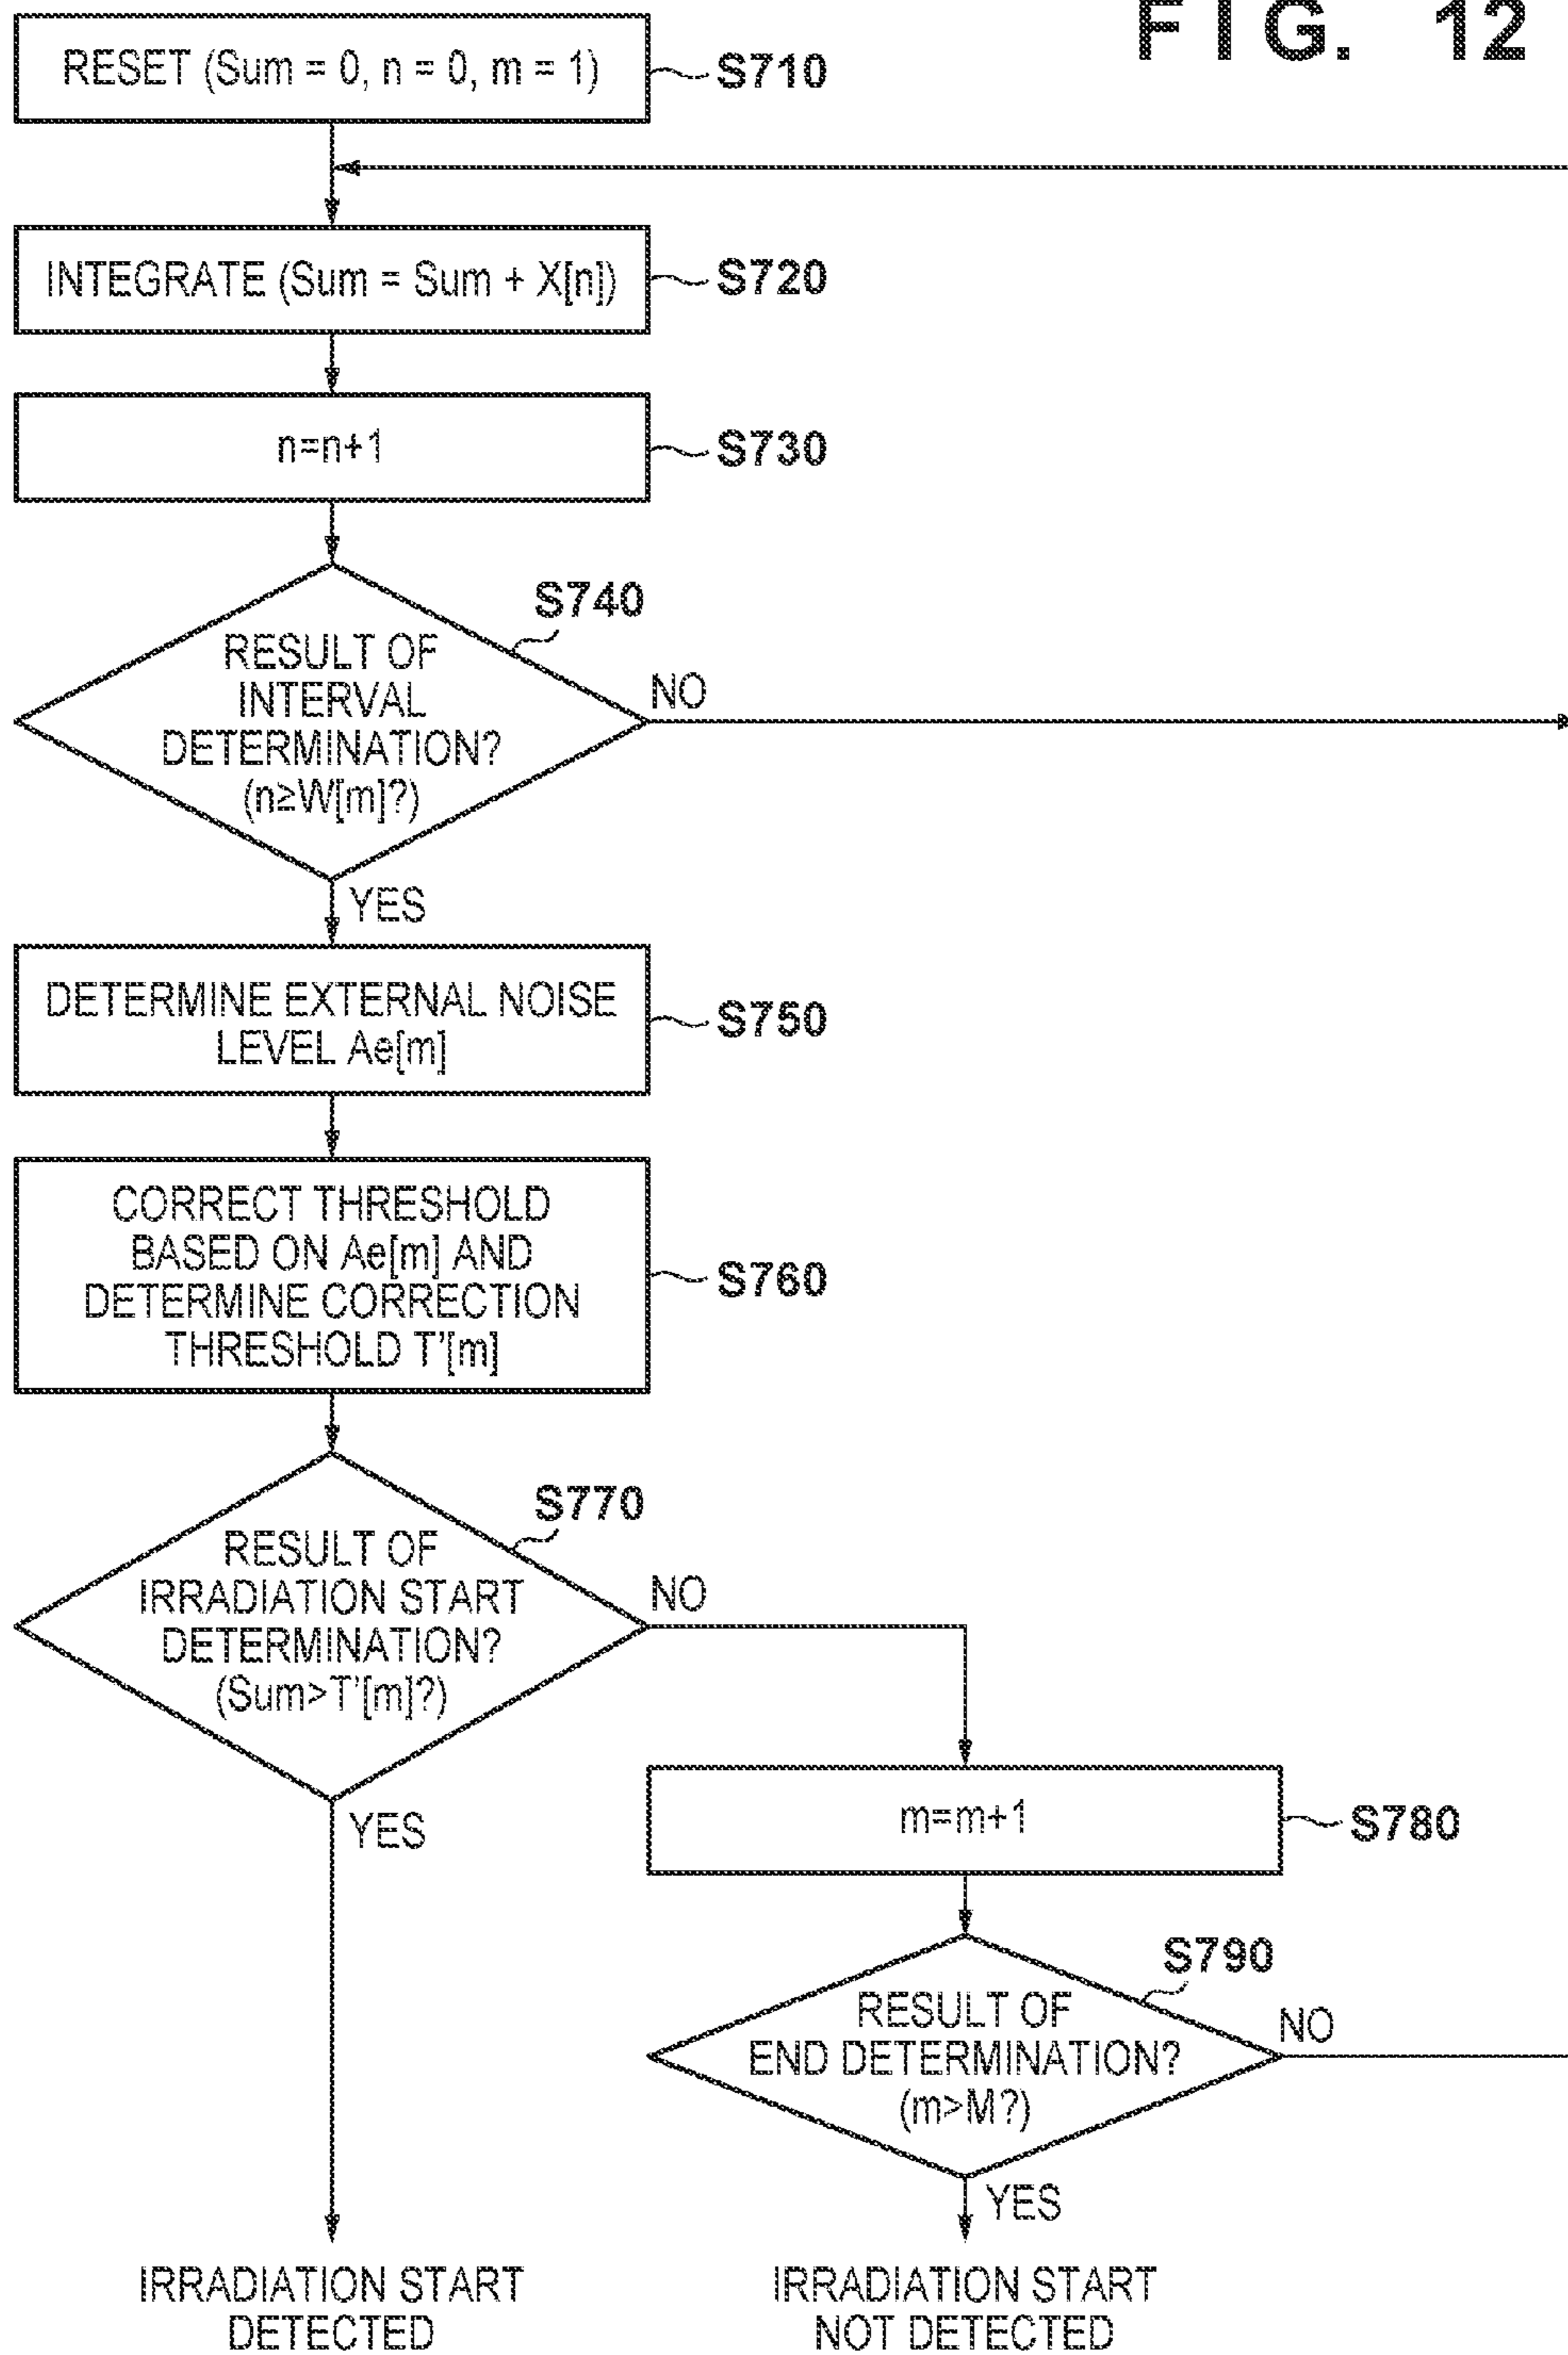 FIG. 12
RESET (Sum = 0, n = 0, m = 1)
S710
INTEGRATE (Sum = Sum + X[n])
S720
n=n+1
S730
S740
RESULT OF
INTERVAL
DETERMINATION?
(n≥W[m]?)
NO
YES
DETERMINE EXTERNAL NOISE
LEVEL Ae[m]
S750
CORRECT THRESHOLD
BASED ON Ae[m] AND
DETERMINE CORRECTION
THRESHOLD T'[m]
S760
S770
RESULT OF
IRRADIATION START
DETERMINATION?
(Sum>T'[m]?)
NO
YES
m=m+1
S780
S790
RESULT OF
END DETERMINATION?
(m>M?)
NO
YES
IRRADIATION START
DETECTED
IRRADIATION START
NOT DETECTED